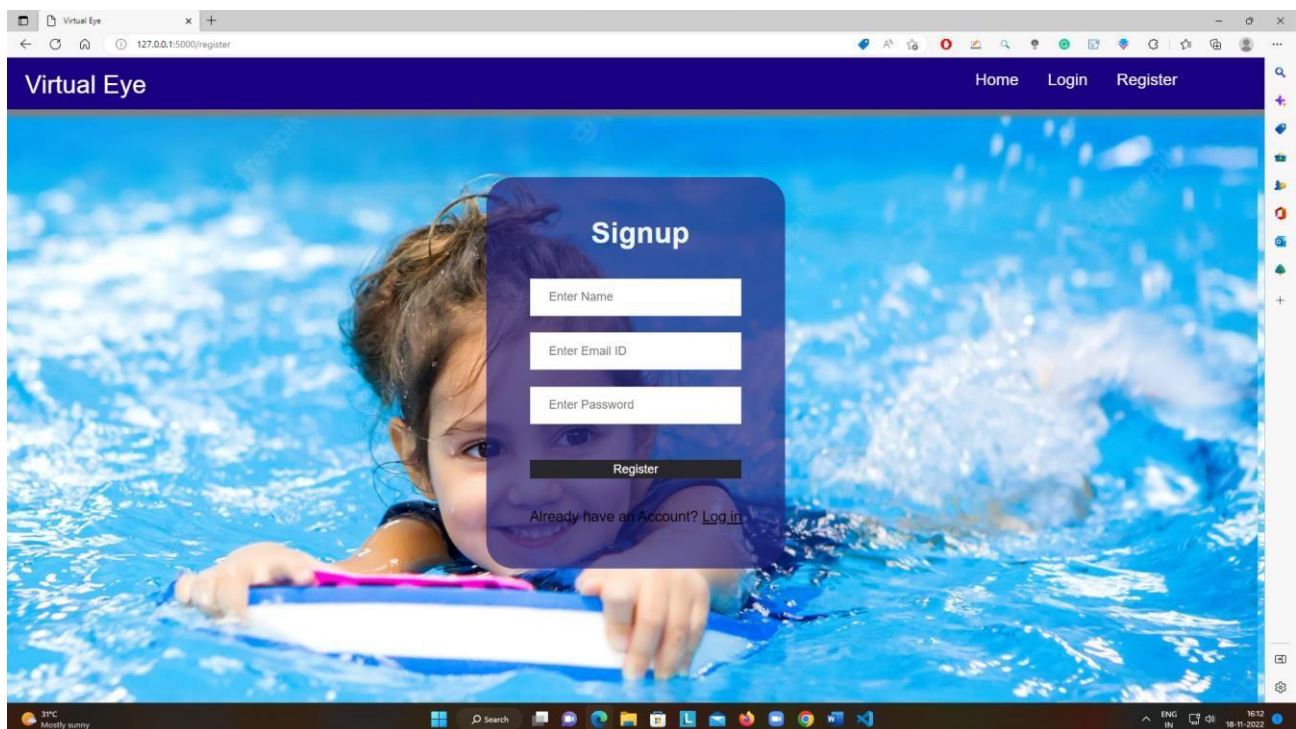 Virtual Eye
127.0.0.1:5000/register
Virtual Eye
Home Login Register
freepik
Signup
Enter Name
Enter Email ID
Enter Password
Register
Already have an Account? Log in
31°C
Mostly sunny
Search
ENG
IN
16:12
18-11-2022